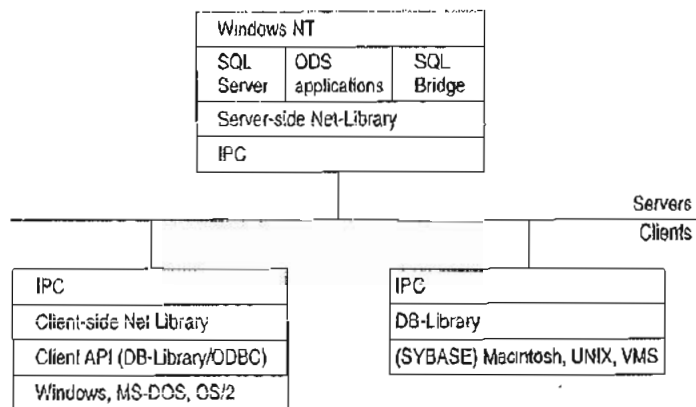 Windows NT
SQL Server
ODS applications
SQL Bridge
Server-side Net-Library
IPC
Servers
Clients
IPC
Client-side Net Library
Client API (DB-Library/ODBC)
Windows, MS-DOS, OS/2
IPC
DB-Library
(SYBASE) Macintosh, UNIX, VMS